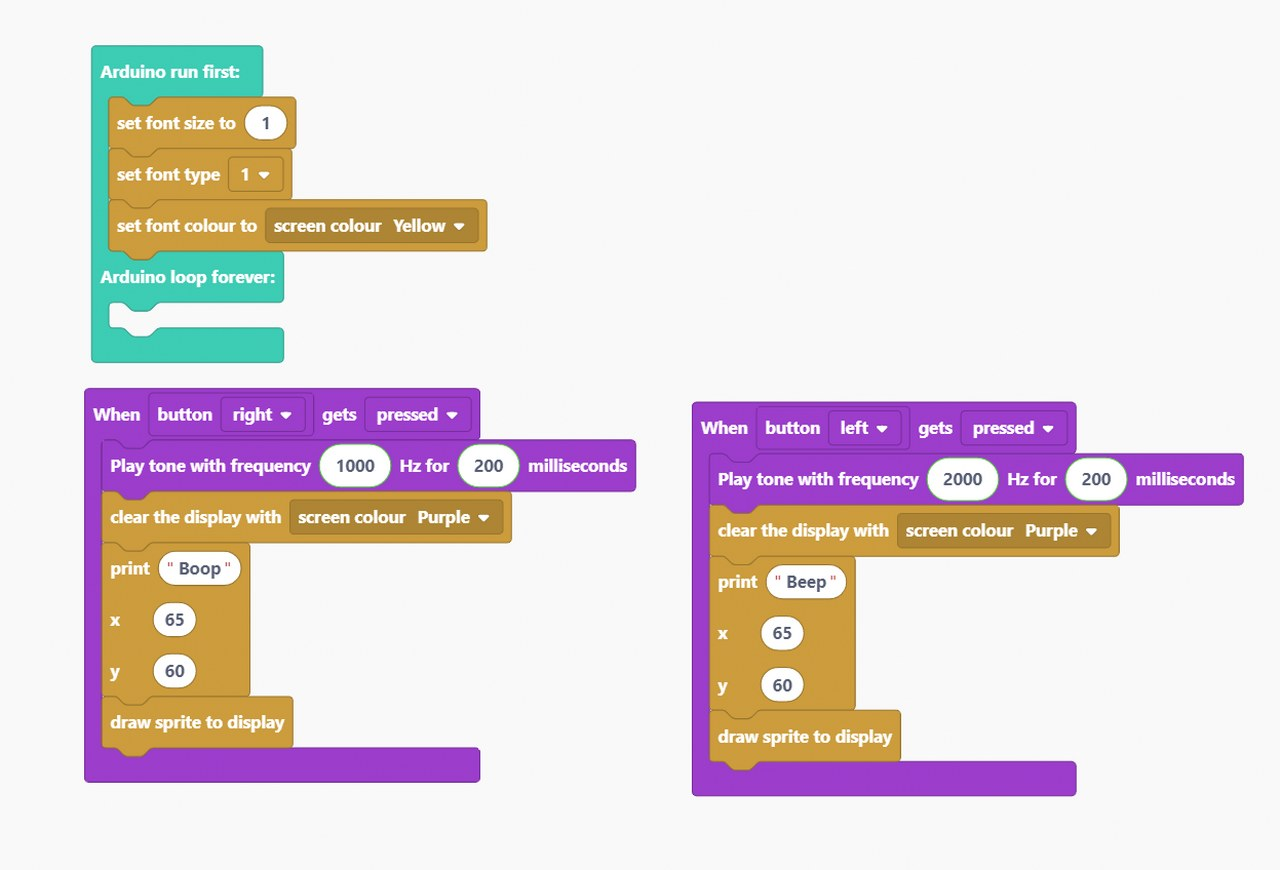 Arduino run first:
set font size to 1
set font type 1
set font colour to screen colour Yellow
Arduino loop forever:
When button right gets pressed
Play tone with frequency 1000 Hz for 200 milliseconds
clear the display with screen colour Purple
print " Boop "
x 65
y 60
draw sprite to display
When button left gets pressed
Play tone with frequency 2000 Hz for 200 milliseconds
clear the display with screen colour Purple
print " Beep "
x 65
y 60
draw sprite to display